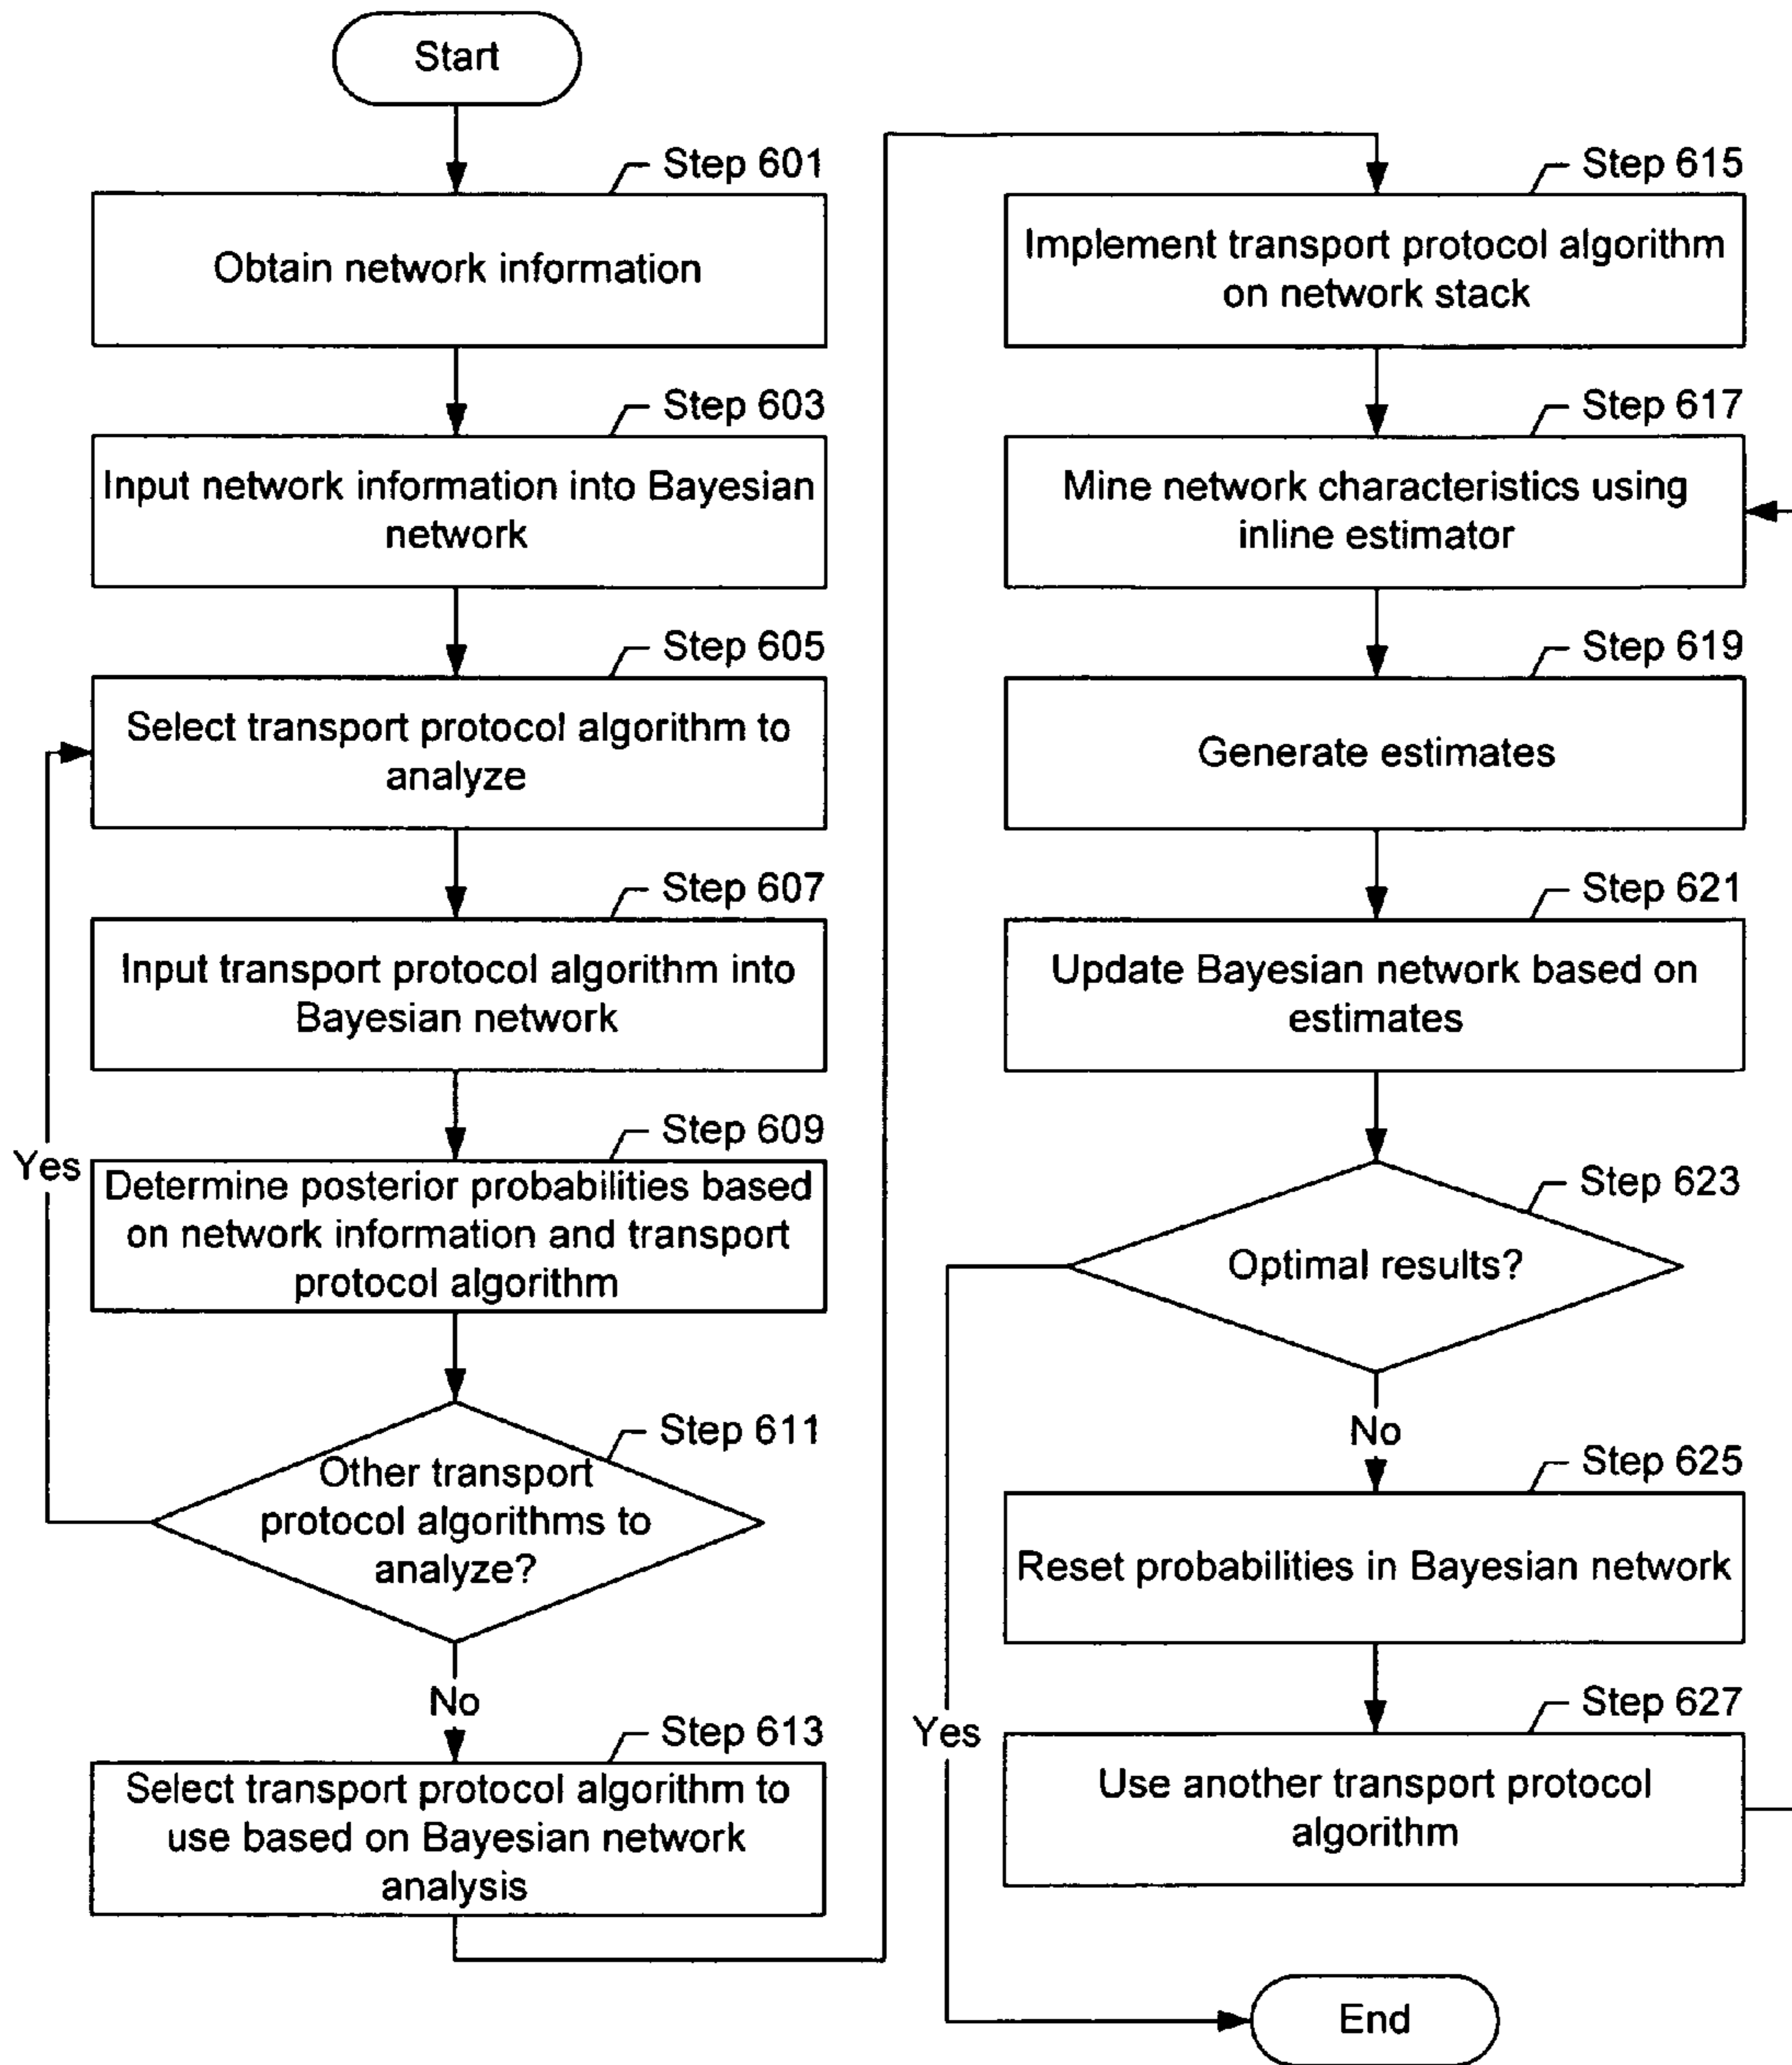 Start
Step 601
Obtain network information
Step 603
Input network information into Bayesian
network
Step 605
Select transport protocol algorithm to
analyze
Step 607
Input transport protocol algorithm into
Bayesian network
Step 609
Yes
Determine posterior probabilities based
on network information and transport
protocol algorithm
Step 611
Other transport
protocol algorithms to
analyze?
No
Step 613
Select transport protocol algorithm to
use based on Bayesian network
analysis
Step 615
Implement transport protocol algorithm
on network stack
Step 617
Mine network characteristics using
inline estimator
Step 619
Generate estimates
Step 621
Update Bayesian network based on
estimates
Step 623
Optimal results?
No
Step 625
Reset probabilities in Bayesian network
Step 627
Yes
Use another transport protocol
algorithm
End